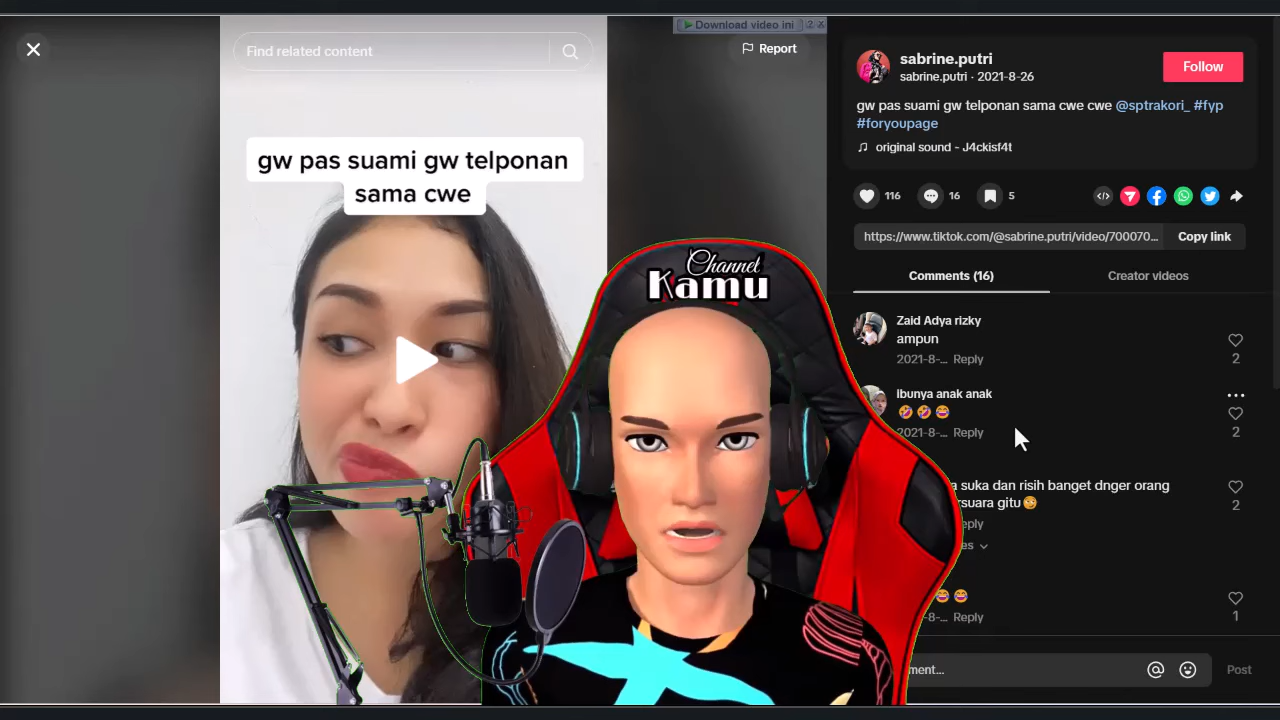 Download video ini
Find related content
Report
gw pas suami gw telponan
sama cwe
Channel
Kamu
sabrine.putri
sabrine.putri · 2021-8-26
Follow
gw pas suami gw telponan sama cwe cwe @sptrakori_ #fyp
#foryoupage
original sound - J4ckisf4t
116
16
5
https://www.tiktok.com/@sabrine.putri/video/700070...
Copy link
Comments (16)
Creator videos
Zaid Adya rizky
ampun
2021-8-... Reply
2
Ibunya anak anak
🤣🤣😂
2021-8-... Reply
2
suka dan risih banget dnger orang
rsuara gitu
2
😂😂
Reply
1
Post